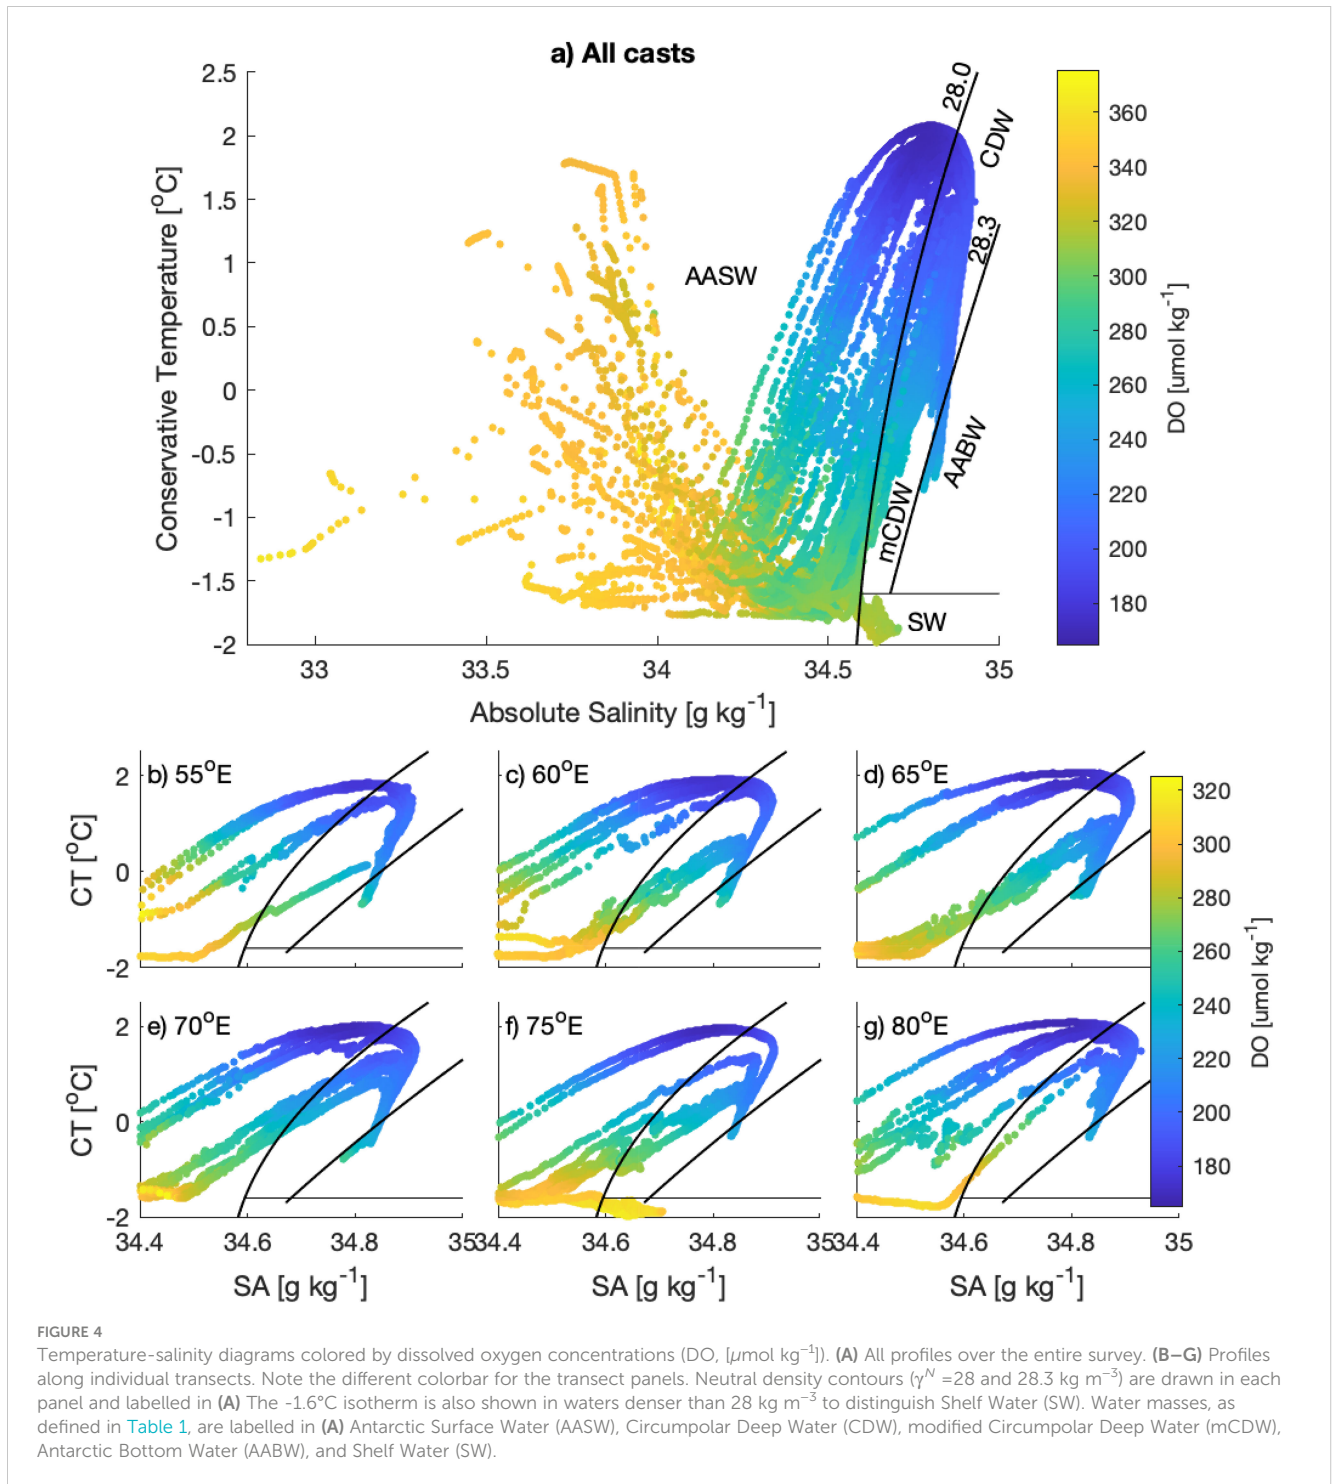 a) All casts
2.5
2
1.5
1
0.5
0
-0.5
-1
-1.5
-2
Conservative Temperature [°C]
33
33.5
34
34.5
35
Absolute Salinity [g kg⁻¹]
AASW
28.0
CDW
28.3
AABW
mCDW
SW
360
340
320
300
280
260
240
220
200
180
DO [umol kg⁻¹]
b) 55°E
c) 60°E
d) 65°E
2
0
-2
CT [°C]
e) 70°E
f) 75°E
g) 80°E
2
0
-2
CT [°C]
34.4 34.6 34.8 35
34.4 34.6 34.8 35
34.4 34.6 34.8 35
SA [g kg⁻¹]
SA [g kg⁻¹]
SA [g kg⁻¹]
320
300
280
260
240
220
200
180
DO [umol kg⁻¹]
FIGURE 4
Temperature-salinity diagrams colored by dissolved oxygen concentrations (DO, [µmol kg⁻¹]). (A) All profiles over the entire survey. (B–G) Profiles
along individual transects. Note the different colorbar for the transect panels. Neutral density contours (γᴺ =28 and 28.3 kg m⁻³) are drawn in each
panel and labelled in (A) The -1.6°C isotherm is also shown in waters denser than 28 kg m⁻³ to distinguish Shelf Water (SW). Water masses, as
defined in Table 1, are labelled in (A) Antarctic Surface Water (AASW), Circumpolar Deep Water (CDW), modified Circumpolar Deep Water (mCDW),
Antarctic Bottom Water (AABW), and Shelf Water (SW).